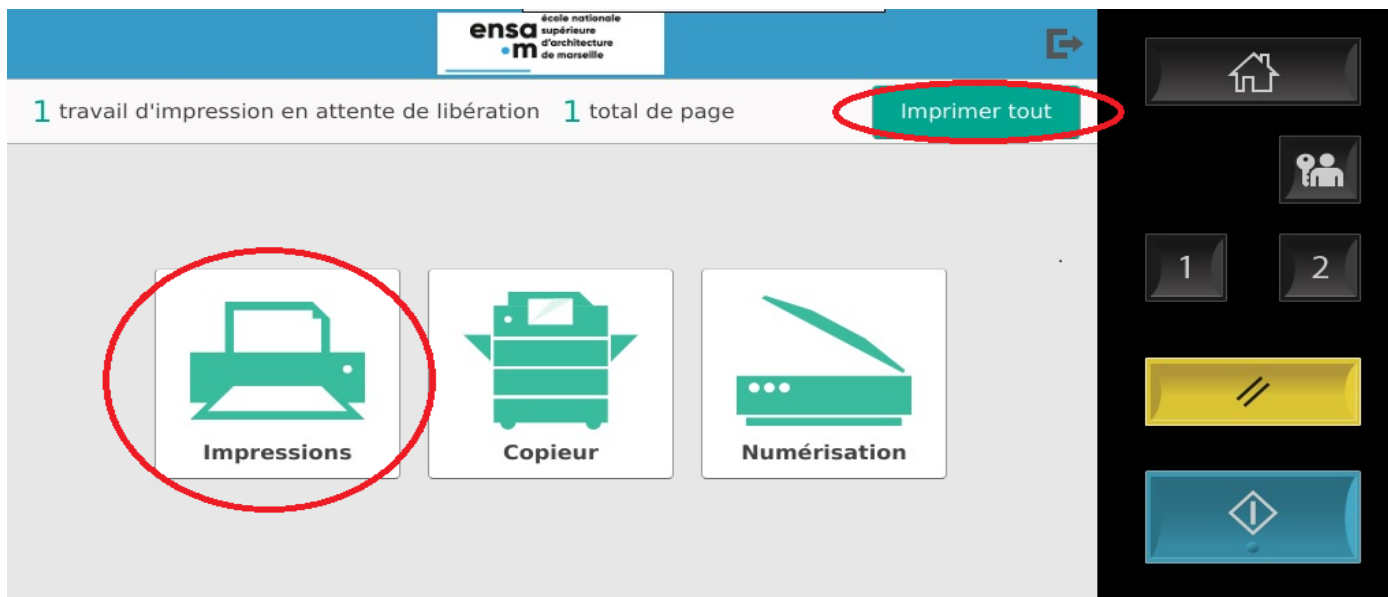 ensa
•m
école nationale
supérieure
d'architecture
de marseille
1 travail d'impression en attente de libération 1 total de page
Imprimer tout
Impressions
Copieur
Numérisation
1
2